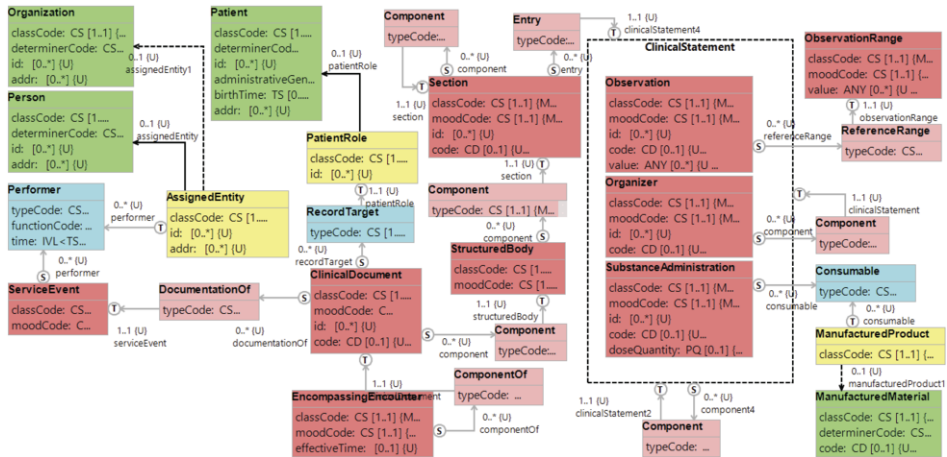 Organization
classCode: CS [1..1] {...
determinerCode: CS...
id: [0..*] {U}
addr: [0..*] {U}
0..1 {U}
assignedEntity1
Person
classCode: CS [1.....
determinerCode: CS...
id: [0..*] {U}
addr: [0..*] {U}
0..1 {U}
assignedEntity
Patient
classCode: CS [1.....
determinerCod...
id: [0..*] {U}
administrativeGen...
birthTime: TS [0.....
addr: [0..*] {U}
0..1 {U}
patientRole
PatientRole
classCode: CS [1.....
id: [0..*] {U}
1..1 {U}
patientRole
RecordTarget
typeCode: CS [1.....
0..* {U}
recordTarget
Performer
typeCode: CS...
functionCode: ...
time: IVL<TS...
0..* {U}
performer
T
AssignedEntity
classCode: CS [1.....
id: [0..*] {U}
addr: [0..*] {U}
S
0..* {U}
performer
ServiceEvent
classCode: CS...
moodCode: C...
T
1..1 {U}
serviceEvent
DocumentationOf
typeCode: CS...
S
0..* {U}
documentationOf
ClinicalDocument
classCode: CS [1.....
moodCode: C...
id: [0..*] {U}
code: CD [0..1] {U...
S
0..* {U}
component
Component
typeCode:...
1..1 {U}
structuredBody
StructuredBody
classCode: CS [1.....
moodCode: CS [1.....
0..* {U}
component
Component
typeCode: CS [1..1] {M...
1..1 {U}
section
Section
classCode: CS [1..1] {M...
moodCode: CS [1..1] {M...
id: [0..*] {U}
code: CD [0..1] {U...
Component
typeCode:...
0..* {U}
component
1..1 {U}
section
Entry
typeCode:...
0..* {U}
entry
1..1 {U}
clinicalStatement4
EncompassingEncounter
classCode: CS [1..1] {M...
moodCode: CS [1..1] {M...
effectiveTime: [0..1] {U}
ComponentOf
typeCode: ...
0..* {U}
componentOf
ClinicalStatement
Observation
classCode: CS [1..1] {M...
moodCode: CS [1..1] {M...
id: [0..*] {U}
code: CD [0..1] {U...
value: ANY [0..*] {U ...
Organizer
classCode: CS [1..1] {M...
moodCode: CS [1..1] {M...
id: [0..*] {U}
code: CD [0..1] {U...
SubstanceAdministration
classCode: CS [1..1] {M...
moodCode: CS [1..1] {M...
id: [0..*] {U}
code: CD [0..1] {U...
doseQuantity: PQ [0..1] {...
ObservationRange
classCode: CS [1..1] {...
moodCode: CS [1..1] {...
value: ANY [0..*] {U ...
1..1 {U}
observationRange
0..* {U}
referenceRange
ReferenceRange
typeCode: CS...
1..1 {U}
clinicalStatement
0..* {U}
component
Component
typeCode:...
0..* {U}
consumable
Consumable
typeCode: CS...
0..* {U}
consumable
ManufacturedProduct
classCode: CS [1..1] {...
0..1 {U}
manufacturedProduct1
ManufacturedMaterial
classCode: CS [1..1] {...
determinerCode: CS...
code: CD [0..1] {U...
1..1 {U}
clinicalStatement2
0..* {U}
component4
Component
typeCode: ...